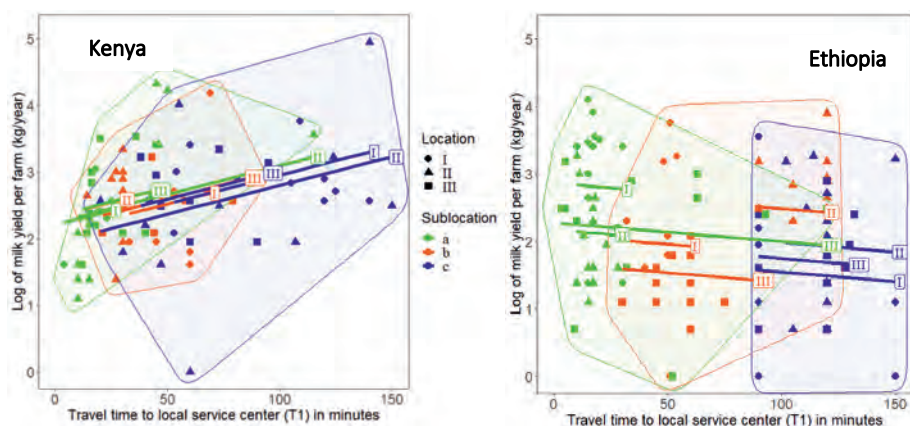 Kenya
Log of milk yield per farm (kg/year)
5
4
3
2
1
0
I
II
III
II
III
I
III
I
III
II
0
50
100
150
Travel time to local service center (T1) in minutes
Location
I
II
III
Sublocation
a
b
c
Ethiopia
Log of milk yield per farm (kg/year)
5
4
3
2
1
0
I
II
III
I
III
II
III
II
III
I
0
50
100
150
Travel time to local service center (T1) in minutes